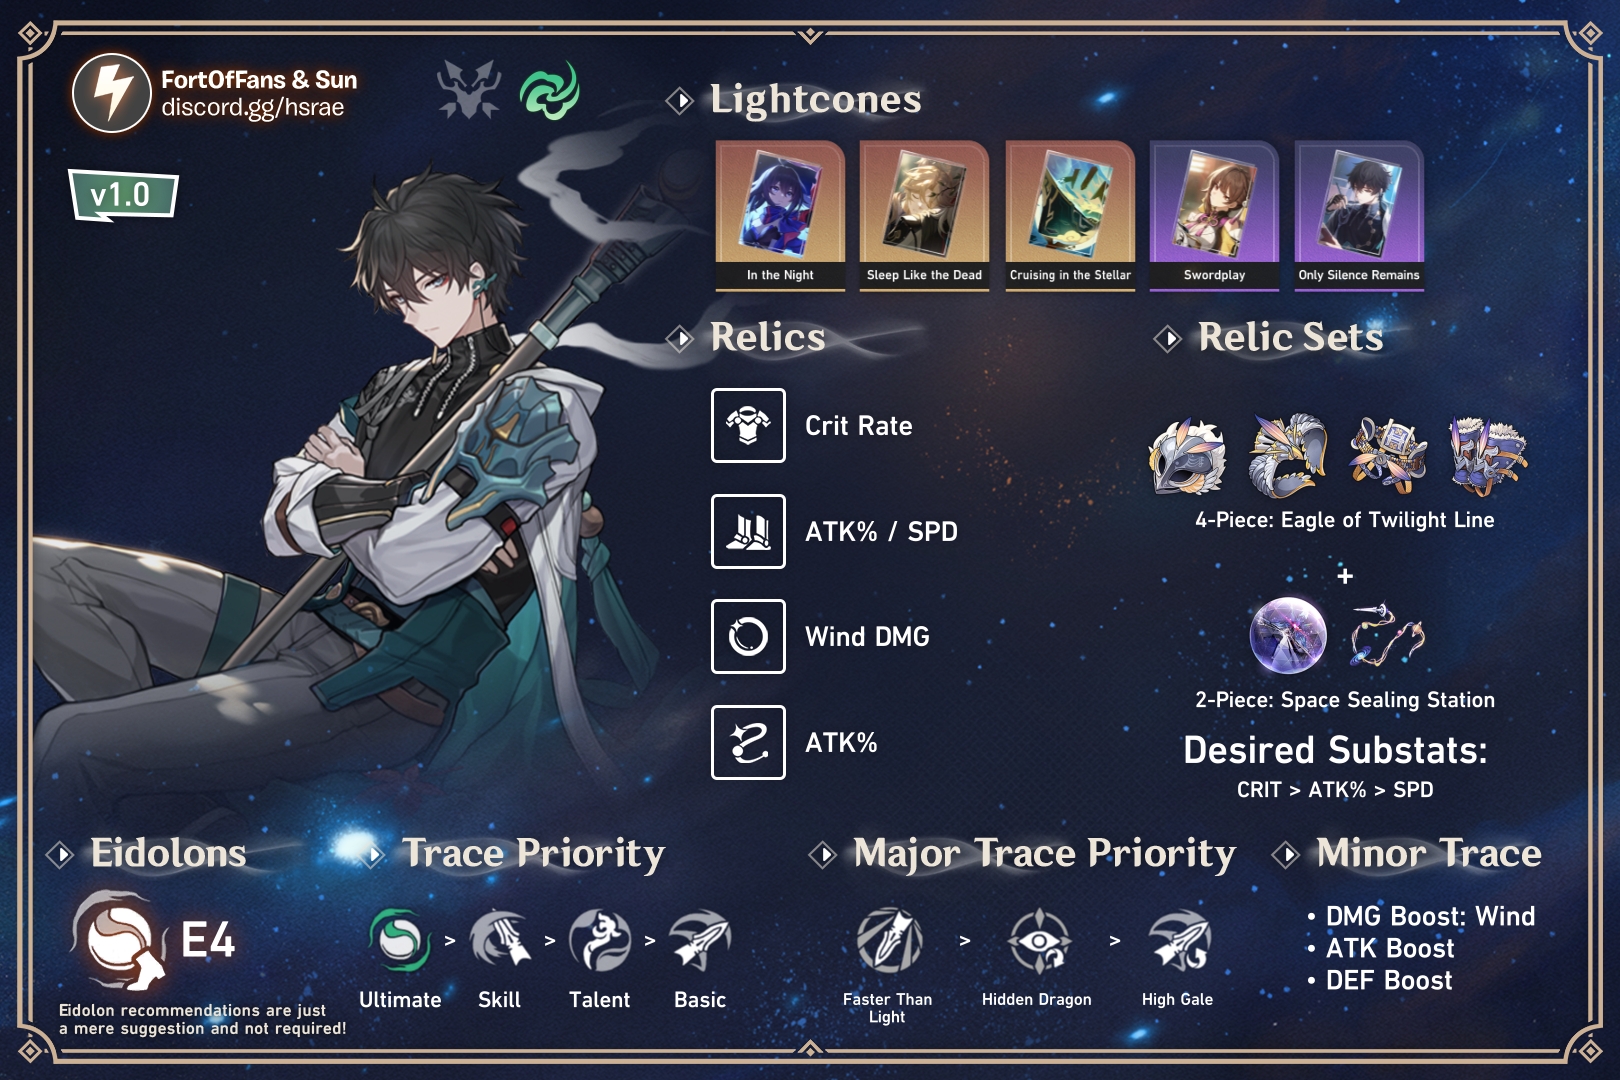 FortOfFans & Sun
discord.gg/hsrae
v1.0
Lightcones
In the Night
Sleep Like the Dead
Cruising in the Stellar
Swordplay
Only Silence Remains
Relics
Crit Rate
ATK% / SPD
Wind DMG
ATK%
Relic Sets
4-Piece: Eagle of Twilight Line
+
2-Piece: Space Sealing Station
Desired Substats:
CRIT > ATK% > SPD
Eidolons
E4
Eidolon recommendations are just
a mere suggestion and not required!
Trace Priority
Ultimate > Skill > Talent > Basic
Major Trace Priority
Faster Than
Light
> Hidden Dragon > High Gale
Minor Trace
• DMG Boost: Wind
• ATK Boost
• DEF Boost